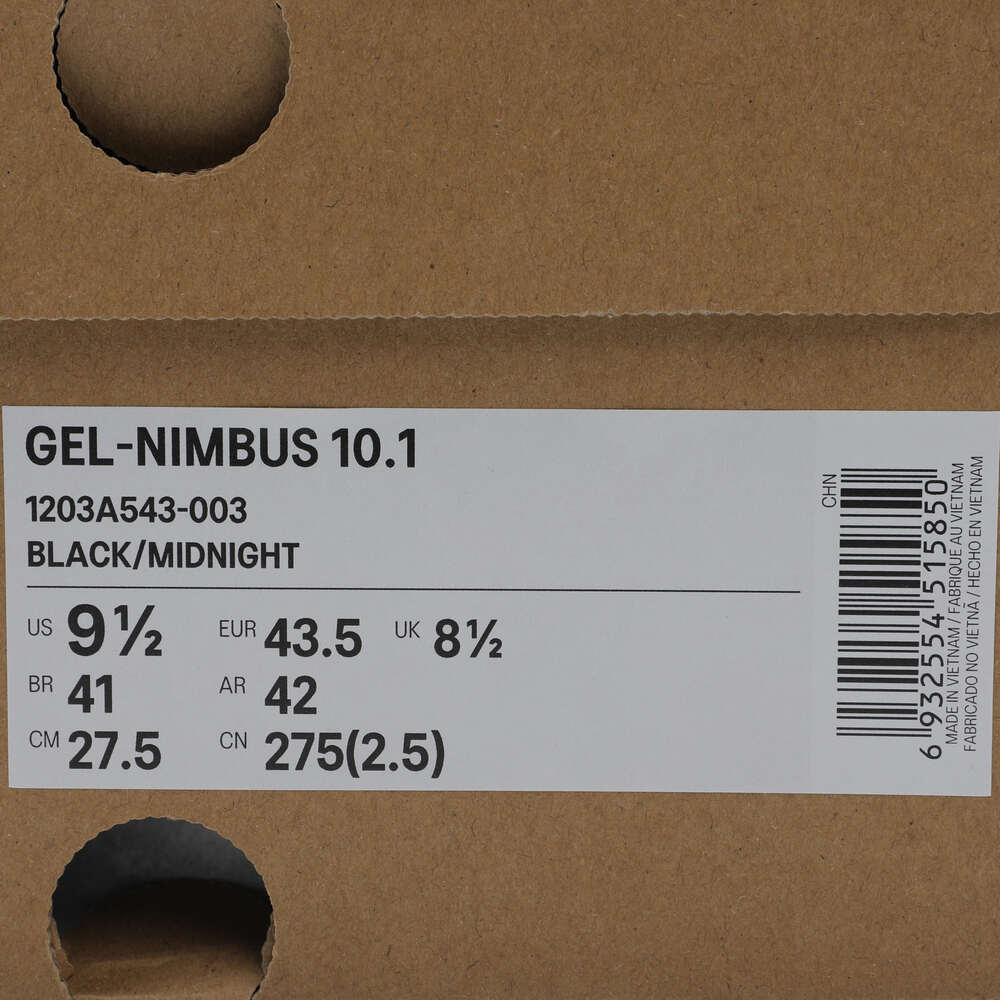 GEL-NIMBUS 10.1
1203A543-003
BLACK/MIDNIGHT
US 9½ EUR 43.5 UK 8½
BR 41 AR 42
CM 27.5 CN 275(2.5)
CHN
6 932554 515850
MADE IN VIETNAM / FABRIQUE AU VIETNAM
FABRICADO NO VIETNÃ / HECHO EN VIETNAM